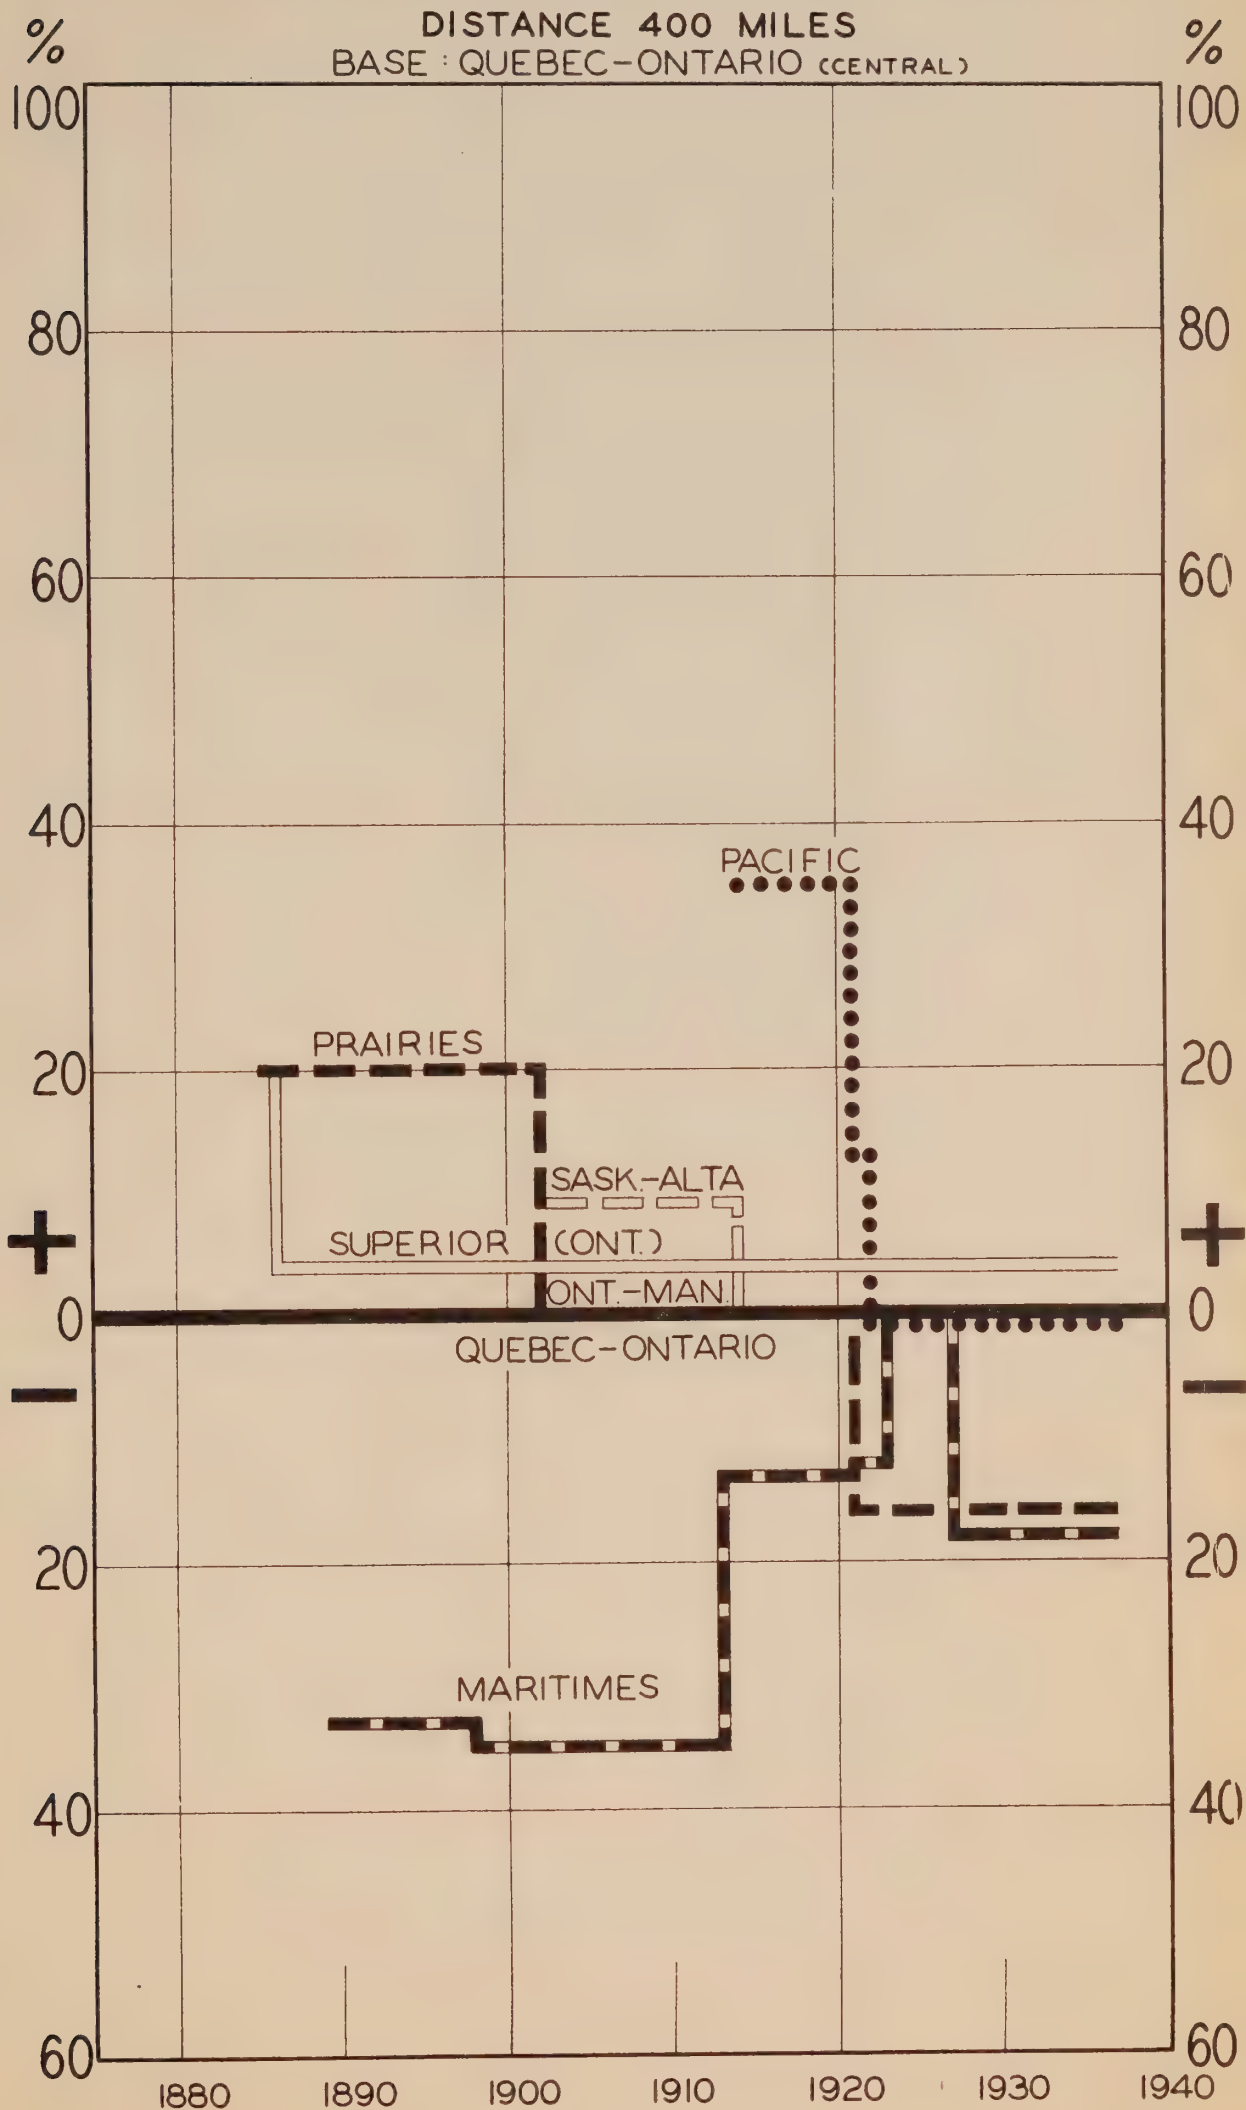 DISTANCE 400 MILES
% %
BASE : QUEBEC-ONTARIO (CENTRAL)
100 100
80 80
60 60
40 40
PACIFIC
PRAIRIES
20 20
SASK.-ALTA
+ SUPERIOR (CONT.) +
ONT.-MAN.
0 0
QUEBEC-ONTARIO
− −
20 20
MARITIMES
40 40
60 60
1880 1890 1900 1910 1920 1930 1940